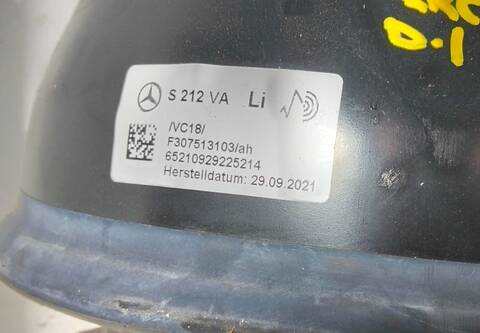 S 212 VA Li
/VC18/
F307513103/ah
65210929225214
Herstelldatum: 29.09.2021